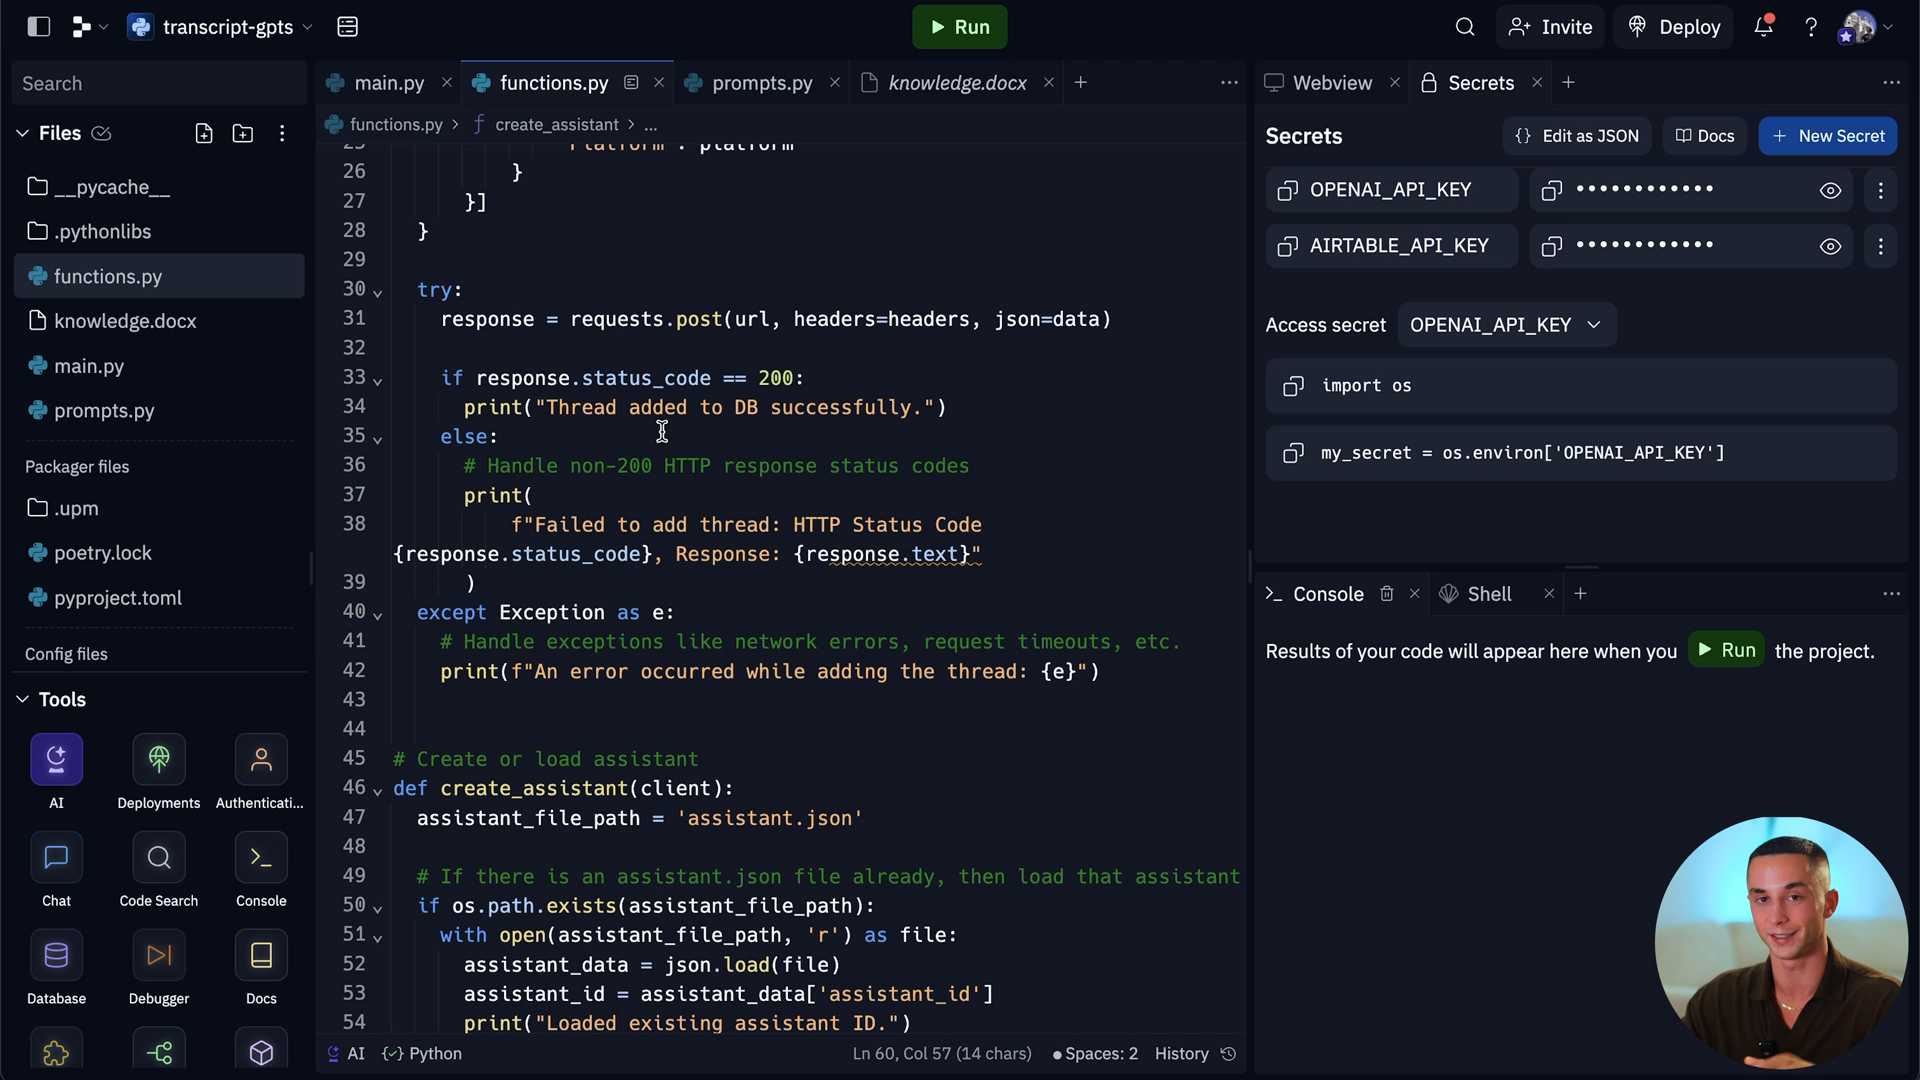 transcript-gpts
Run
Invite
Deploy
Search
Files
__pycache__
.pythonlibs
functions.py
knowledge.docx
main.py
prompts.py
Packager files
.upm
poetry.lock
pyproject.toml
Config files
Tools
AI
Deployments
Authenticati...
Chat
Code Search
Console
Database
Debugger
Docs
main.py
functions.py
prompts.py
knowledge.docx
functions.py > create_assistant > ...
25 "Platform": platform
26 }
27 }]
28 }
29
30 try:
31 response = requests.post(url, headers=headers, json=data)
32
33 if response.status_code == 200:
34 print("Thread added to DB successfully.")
35 else:
36 # Handle non-200 HTTP response status codes
37 print(
38 f"Failed to add thread: HTTP Status Code
{response.status_code}, Response: {response.text}"
39 )
40 except Exception as e:
41 # Handle exceptions like network errors, request timeouts, etc.
42 print(f"An error occurred while adding the thread: {e}")
43
44
45 # Create or load assistant
46 def create_assistant(client):
47 assistant_file_path = 'assistant.json'
48
49 # If there is an assistant.json file already, then load that assistant
50 if os.path.exists(assistant_file_path):
51 with open(assistant_file_path, 'r') as file:
52 assistant_data = json.load(file)
53 assistant_id = assistant_data['assistant_id']
54 print("Loaded existing assistant ID.")
AI {} Python Ln 60, Col 57 (14 chars) Spaces: 2 History
Webview
Secrets
Secrets
{} Edit as JSON
Docs
+ New Secret
OPENAI_API_KEY ••••••••••••
AIRTABLE_API_KEY ••••••••••••
Access secret OPENAI_API_KEY
import os
my_secret = os.environ['OPENAI_API_KEY']
Console
Shell
Results of your code will appear here when you Run the project.